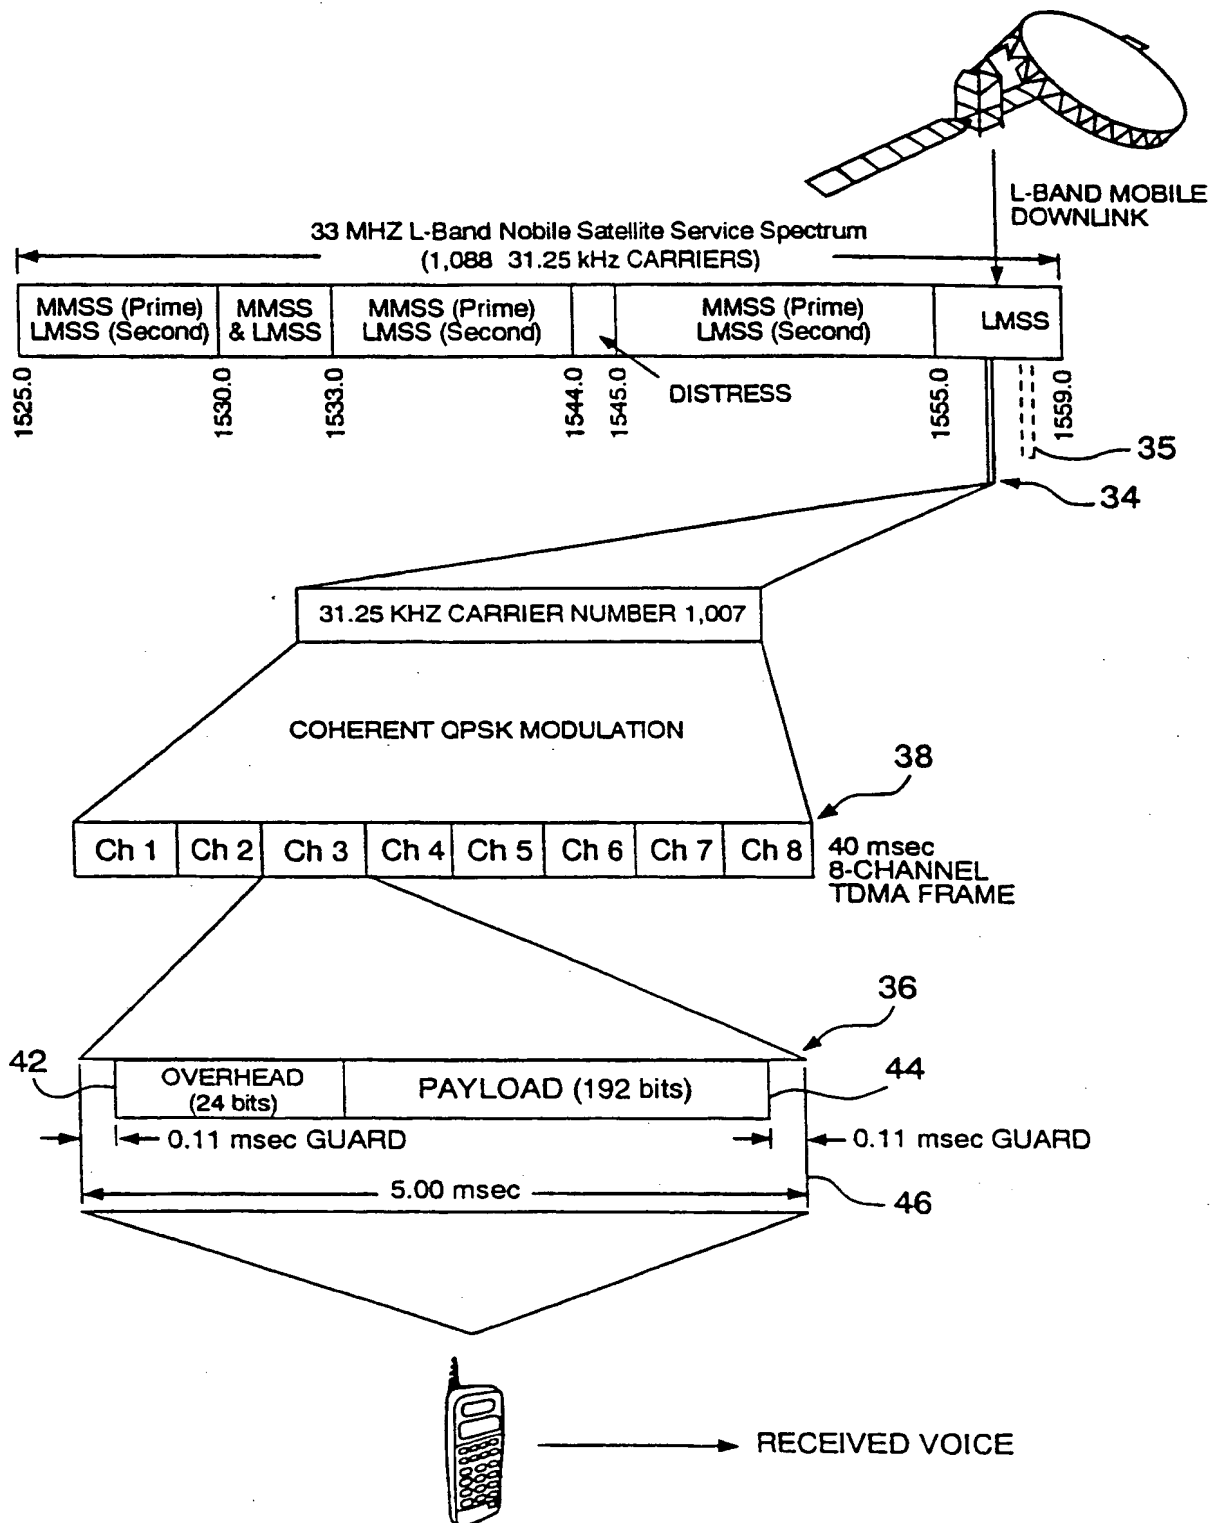 L-BAND MOBILE
DOWNLINK
33 MHZ L-Band Nobile Satellite Service Spectrum
(1,088 31.25 kHz CARRIERS)
MMSS (Prime)
LMSS (Second)
MMSS
& LMSS
MMSS (Prime)
LMSS (Second)
MMSS (Prime)
LMSS (Second)
LMSS
DISTRESS
1525.0
1530.0
1533.0
1544.0
1545.0
1555.0
1559.0
35
34
31.25 KHZ CARRIER NUMBER 1,007
COHERENT QPSK MODULATION
38
Ch 1
Ch 2
Ch 3
Ch 4
Ch 5
Ch 6
Ch 7
Ch 8
40 msec
8-CHANNEL
TDMA FRAME
36
42
OVERHEAD
(24 bits)
PAYLOAD (192 bits)
44
0.11 msec GUARD
0.11 msec GUARD
5.00 msec
46
RECEIVED VOICE